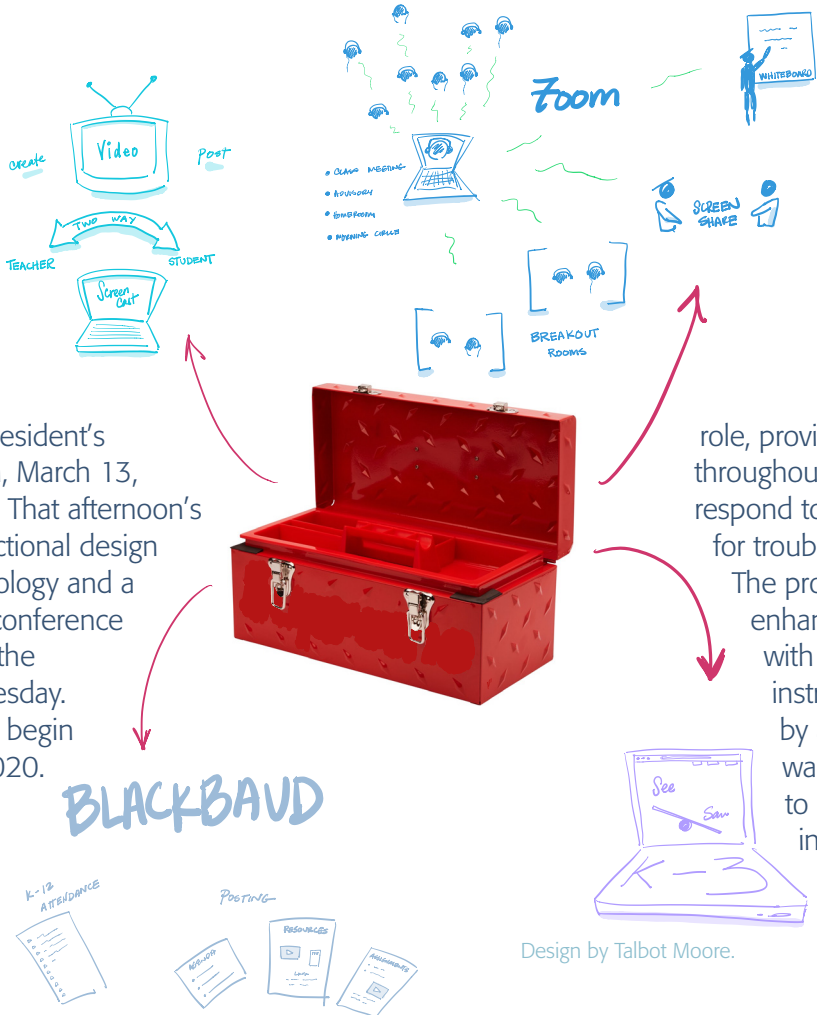 Zoom
WHITEBOARD
Video
create
Post
• CLASS MEETING
• ADVISORY
• HOMEROOM
• MORNING CIRCLE
SCREEN
SHARE
TWO WAY
TEACHER
STUDENT
Screen
Cast
BREAKOUT
ROOMS
esident's
, March 13,
That afternoon's
ctional design
ology and a
conference
the
esday.
begin
020.
role, provi
throughou
respond to
for troub
The pro
enhan
with
instr
by
wa
to
in
BLACKBAUD
See
Saw
K-3
K-12
ATTENDANCE
POSTING
AGENDA
RESOURCES
ASSIGNMENTS
Design by Talbot Moore.